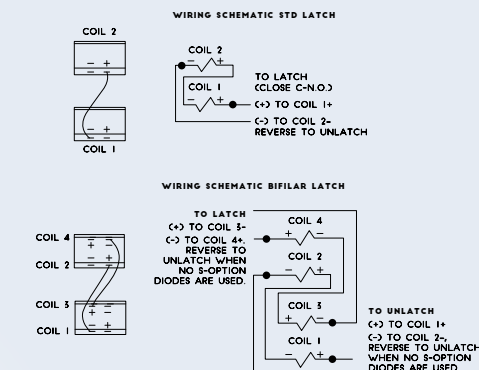 WIRING SCHEMATIC STD LATCH
COIL 2
- +
- +
COIL 1
COIL 2
- +
COIL 1
- +
TO LATCH
(CLOSE C-N.O.)
(+) TO COIL 1+
(-) TO COIL 2-
REVERSE TO UNLATCH
WIRING SCHEMATIC BIFILAR LATCH
COIL 4
- -
+
COIL 2
- +
COIL 3
- -
+ +
COIL 1
- +
TO LATCH
(+) TO COIL 3-
(-) TO COIL 4+.
REVERSE TO
UNLATCH WHEN
NO S-OPTION
DIODES ARE USED.
COIL 4
+ -
COIL 2
- +
COIL 3
+ -
COIL 1
- +
TO UNLATCH
(+) TO COIL 1+
(-) TO COIL 2-,
REVERSE TO UNLATCH
WHEN NO S-OPTION
DIODES ARE USED